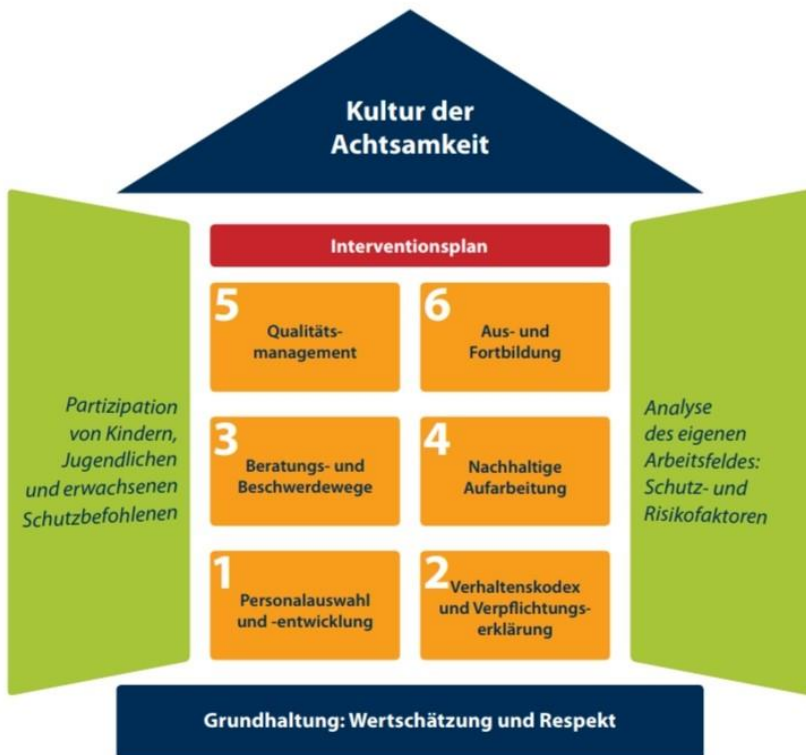 Kultur der
Achtsamkeit
Interventionsplan
5
Qualitäts-
management
6
Aus- und
Fortbildung
Partizipation
von Kindern,
Jugendlichen
und erwachsenen
Schutzbefohlenen
3
Beratungs- und
Beschwerdewege
4
Nachhaltige
Aufarbeitung
Analyse
des eigenen
Arbeitsfeldes:
Schutz- und
Risikofaktoren
1
Personalauswahl
und -entwicklung
2
Verhaltenskodex
und Verpflichtungs-
erklärung
Grundhaltung: Wertschätzung und Respekt